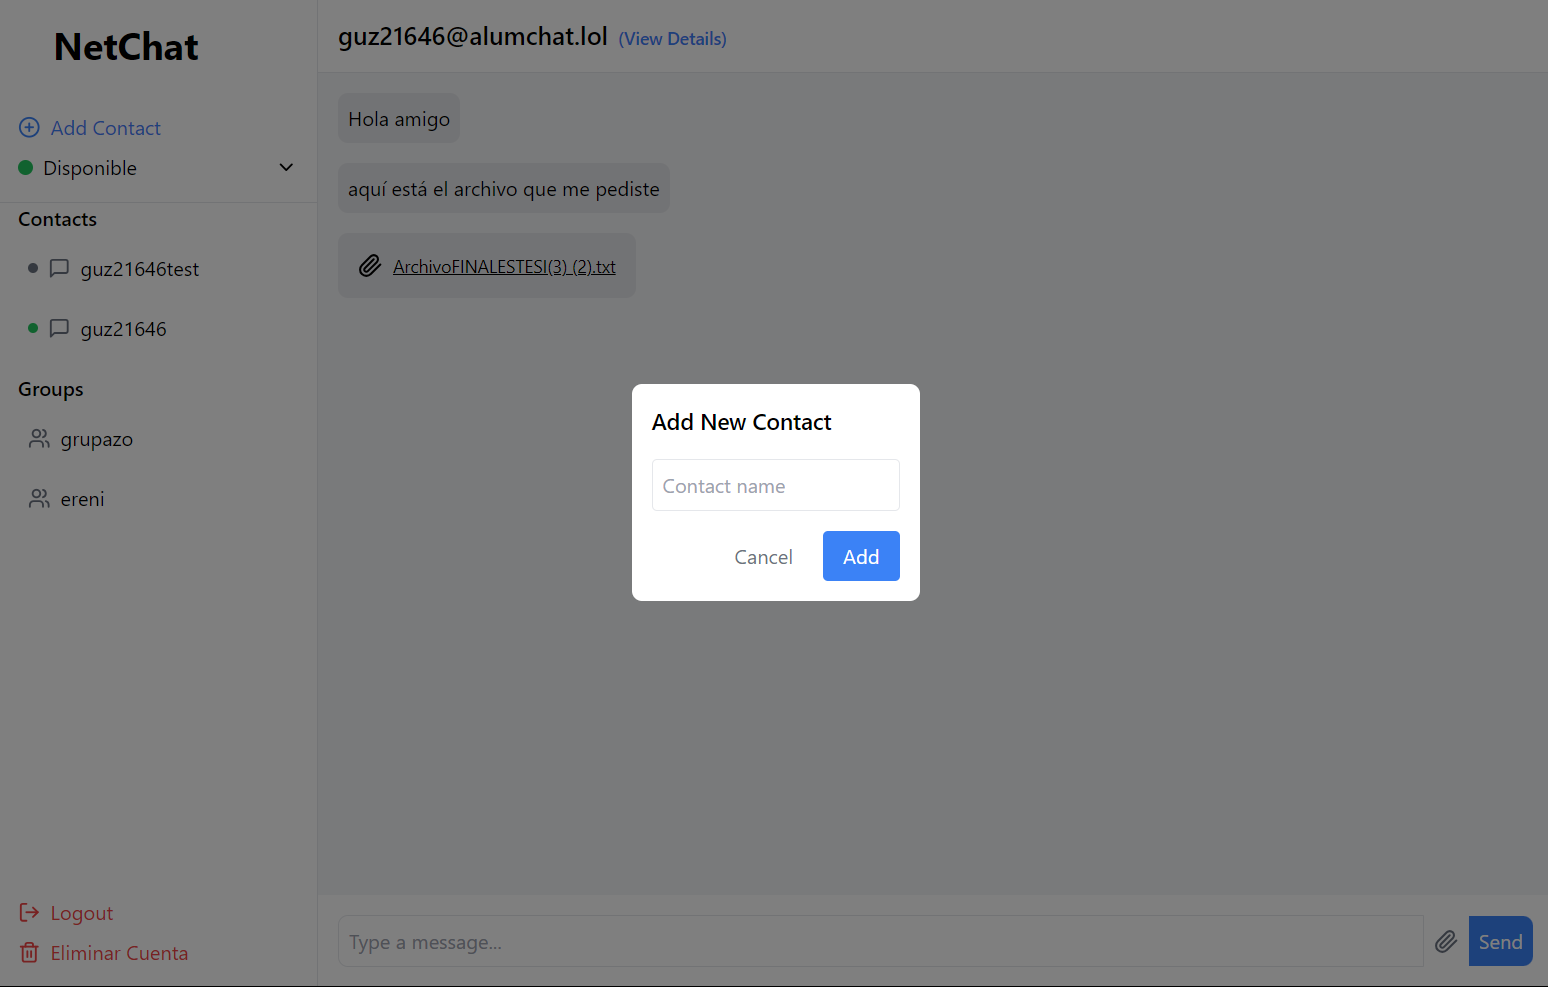 NetChat
Add Contact
Disponible
Contacts
guz21646test
guz21646
Groups
grupazo
ereni
Logout
Eliminar Cuenta
guz21646@alumchat.lol (View Details)
Hola amigo
aquí está el archivo que me pediste
ArchivoFINALESTESI(3) (2).txt
Add New Contact
Contact name
Cancel Add
Type a message... Send